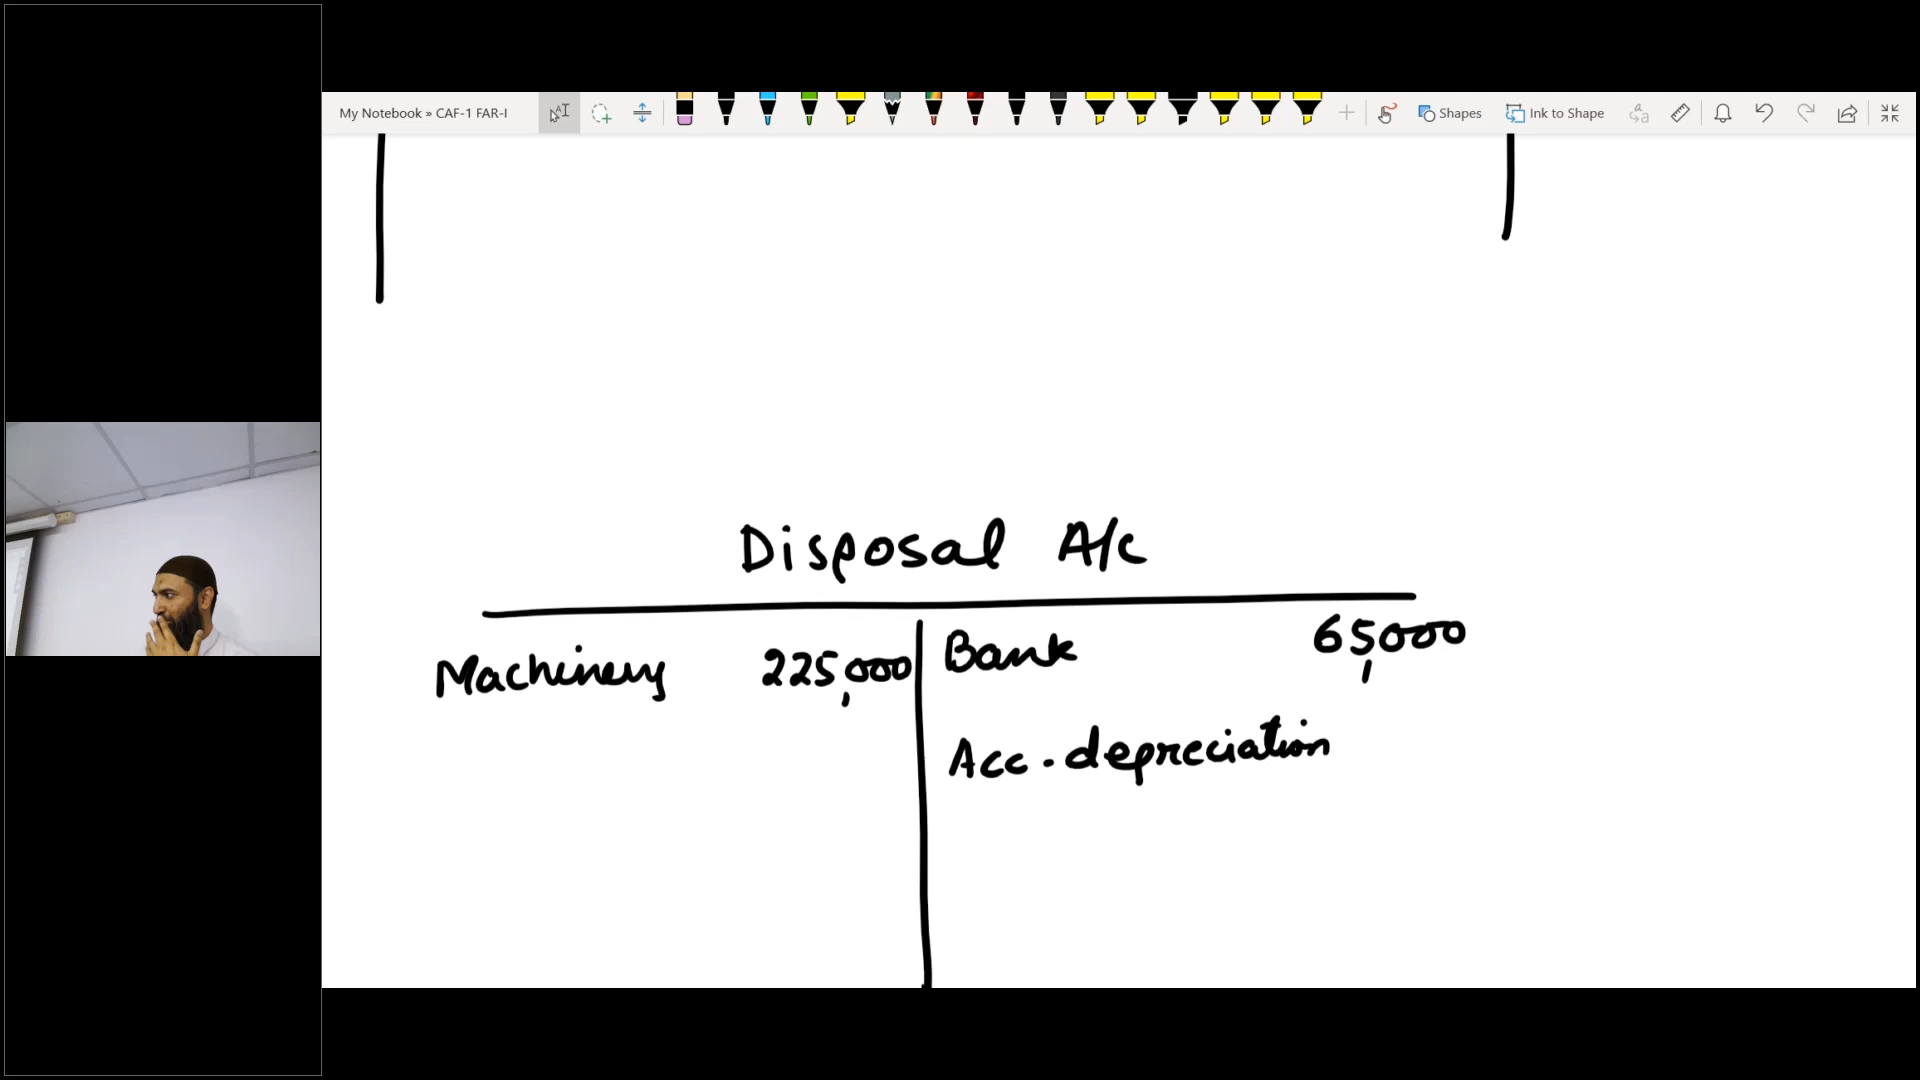 My Notebook » CAF-1 FAR-I
Shapes
Ink to Shape
Disposal A/c
Machinery 225,000
Bank 65,000
Acc. depreciation